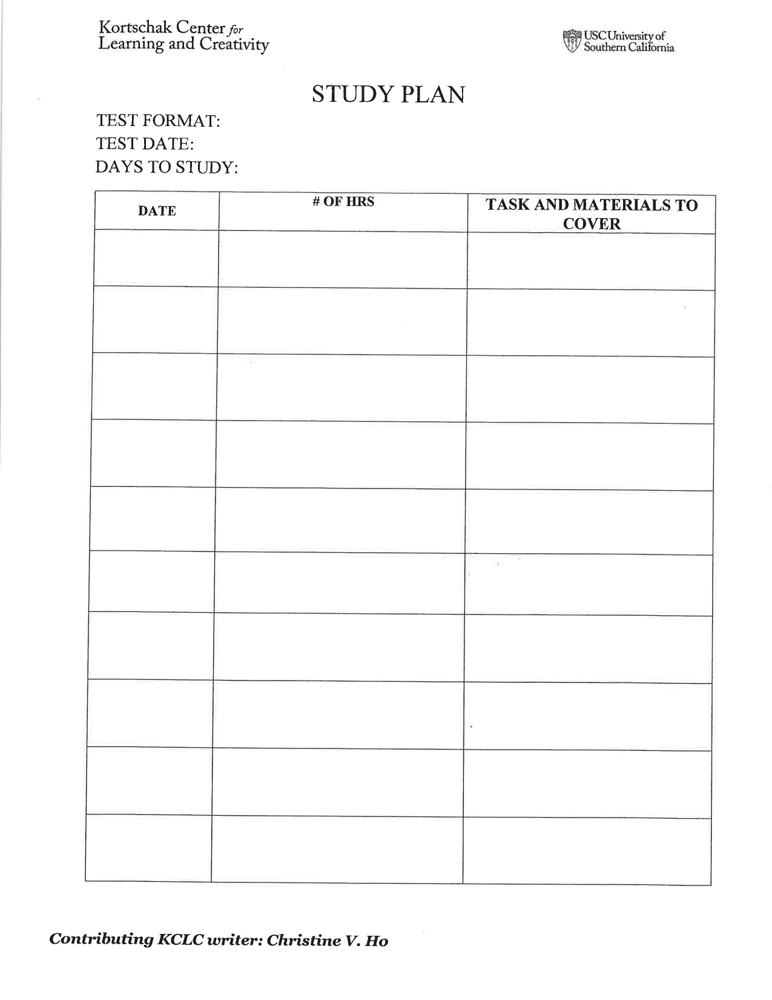 Kortschak Center for
Learning and Creativity
USC University of
Southern California
STUDY PLAN
TEST FORMAT:
TEST DATE:
DAYS TO STUDY:
DATE
# OF HRS
TASK AND MATERIALS TO
COVER
Contributing KCLC writer: Christine V. Ho